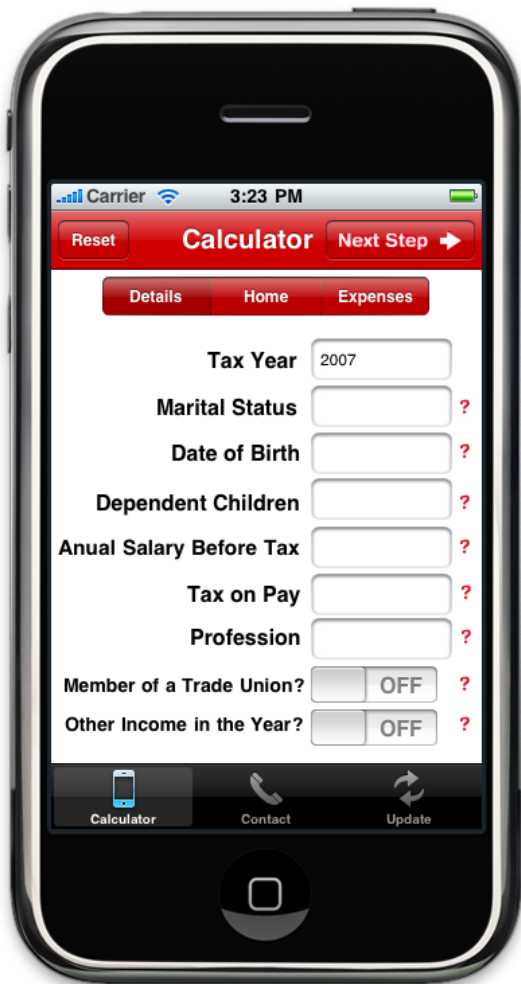 Carrier 3:23 PM
Reset Calculator Next Step
Details Home Expenses
Tax Year 2007
Marital Status ?
Date of Birth ?
Dependent Children ?
Anual Salary Before Tax ?
Tax on Pay ?
Profession ?
Member of a Trade Union? OFF ?
Other Income in the Year? OFF ?
Calculator Contact Update